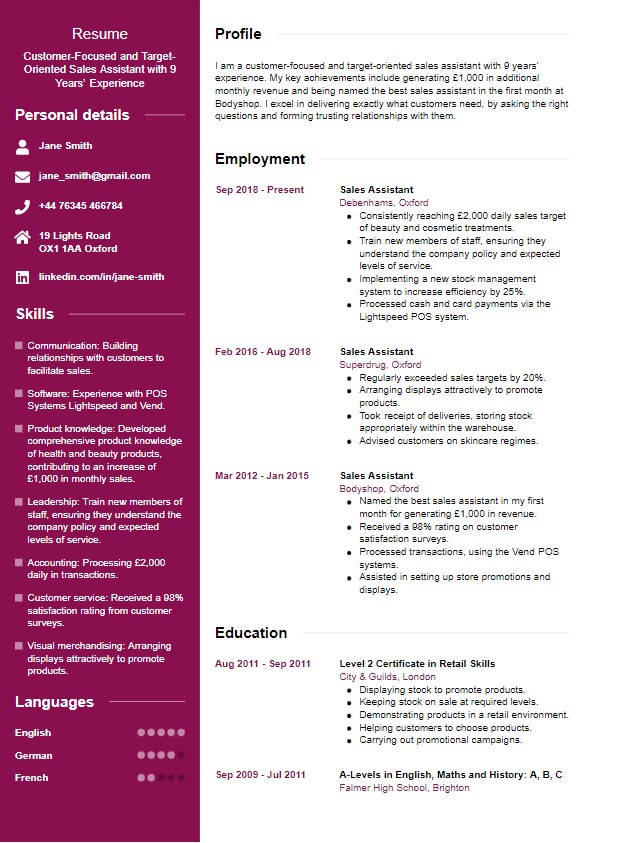 Resume
Customer-Focused and Target-
Oriented Sales Assistant with 9
Years' Experience
Personal details
Jane Smith
jane_smith@gmail.com
+44 76345 466784
19 Lights Road
OX1 1AA Oxford
linkedin.com/in/jane-smith
Skills
Communication: Building
relationships with customers to
facilitate sales.
Software: Experience with POS
Systems Lightspeed and Vend.
Product knowledge: Developed
comprehensive product knowledge
of health and beauty products,
contributing to an increase of
£1,000 in monthly sales.
Leadership: Train new members of
staff, ensuring they understand the
company policy and expected
levels of service.
Accounting: Processing £2,000
daily in transactions.
Customer service: Received a 98%
satisfaction rating from customer
surveys.
Visual merchandising: Arranging
displays attractively to promote
products.
Languages
English
German
French
Profile
I am a customer-focused and target-oriented sales assistant with 9 years'
experience. My key achievements include generating £1,000 in additional
monthly revenue and being named the best sales assistant in the first month at
Bodyshop. I excel in delivering exactly what customers need, by asking the right
questions and forming trusting relationships with them.
Employment
Sep 2018 - Present
Sales Assistant
Debenhams, Oxford
Consistently reaching £2,000 daily sales target
of beauty and cosmetic treatments.
Train new members of staff, ensuring they
understand the company policy and expected
levels of service.
Implementing a new stock management
system to increase efficiency by 25%.
Processed cash and card payments via the
Lightspeed POS system.
Feb 2016 - Aug 2018
Sales Assistant
Superdrug, Oxford
Regularly exceeded sales targets by 20%.
Arranging displays attractively to promote
products.
Took receipt of deliveries, storing stock
appropriately within the warehouse.
Advised customers on skincare regimes.
Mar 2012 - Jan 2015
Sales Assistant
Bodyshop, Oxford
Named the best sales assistant in my first
month for generating £1,000 in revenue.
Received a 98% rating on customer
satisfaction surveys.
Processed transactions, using the Vend POS
systems.
Assisted in setting up store promotions and
displays.
Education
Aug 2011 - Sep 2011
Level 2 Certificate in Retail Skills
City & Guilds, London
Displaying stock to promote products.
Keeping stock on sale at required levels.
Demonstrating products in a retail environment.
Helping customers to choose products.
Carrying out promotional campaigns.
Sep 2009 - Jul 2011
A-Levels in English, Maths and History: A, B, C
Falmer High School, Brighton